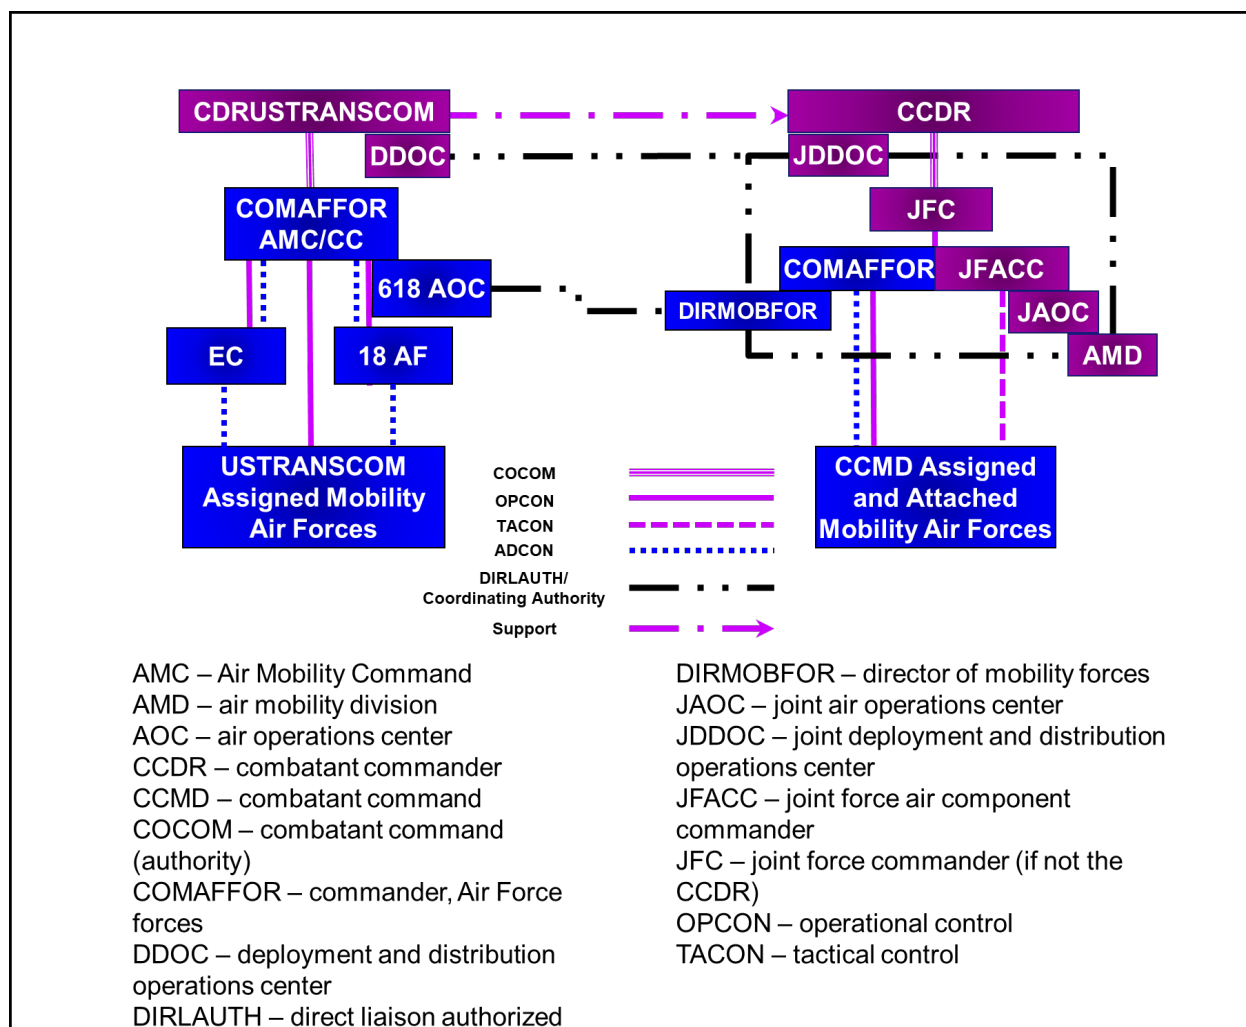 CDRUSTRANSCOM
CCDR
DDOC
JDDOC
COMAFFOR
AMC/CC
JFC
618 AOC
COMAFFOR
JFACC
DIRMOBFOR
JAOC
EC
18 AF
AMD
USTRANSCOM
Assigned Mobility
Air Forces
CCMD Assigned
and Attached
Mobility Air Forces
COCOM
OPCON
TACON
ADCON
DIRLAUTH/
Coordinating Authority
Support
AMC – Air Mobility Command
AMD – air mobility division
AOC – air operations center
CCDR – combatant commander
CCMD – combatant command
COCOM – combatant command
(authority)
COMAFFOR – commander, Air Force
forces
DDOC – deployment and distribution
operations center
DIRLAUTH – direct liaison authorized
DIRMOBFOR – director of mobility forces
JAOC – joint air operations center
JDDOC – joint deployment and distribution
operations center
JFACC – joint force air component
commander
JFC – joint force commander (if not the
CCDR)
OPCON – operational control
TACON – tactical control